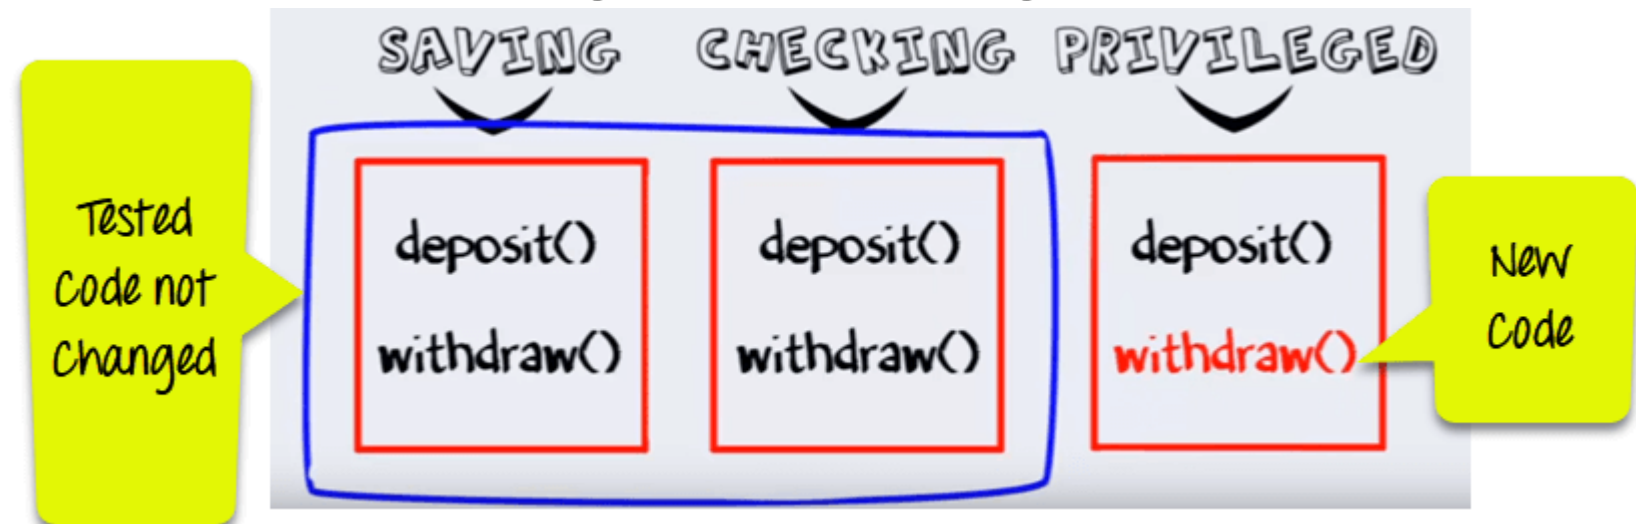 SAVING CHECKING PRIVILEGED
Tested
Code not
Changed
deposit() deposit() deposit()
withdraw() withdraw() withdraw()
New
Code